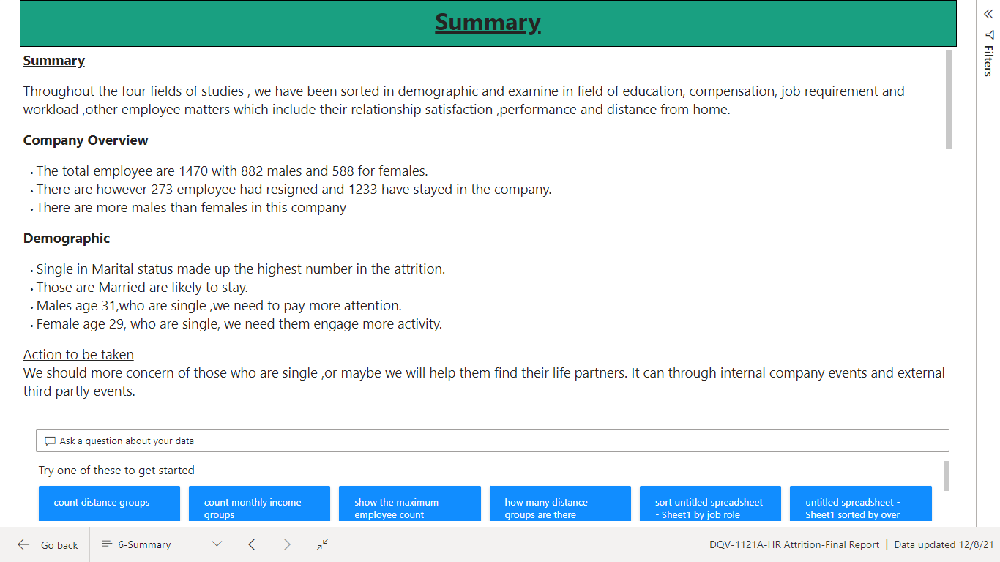 Summary
Summary
Throughout the four fields of studies , we have been sorted in demographic and examine in field of education, compensation, job requirement and
workload ,other employee matters which include their relationship satisfaction ,performance and distance from home.
Company Overview
• The total employee are 1470 with 882 males and 588 for females.
• There are however 273 employee had resigned and 1233 have stayed in the company.
• There are more males than females in this company
Demographic
• Single in Marital status made up the highest number in the attrition.
• Those are Married are likely to stay.
• Males age 31,who are single ,we need to pay more attention.
• Female age 29, who are single, we need them engage more activity.
Action to be taken
We should more concern of those who are single ,or maybe we will help them find their life partners. It can through internal company events and external
third partly events.
Ask a question about your data
Try one of these to get started
count distance groups
count monthly income
groups
show the maximum
employee count
how many distance
groups are there
sort untitled spreadsheet
- Sheet1 by job role
untitled spreadsheet -
Sheet1 sorted by over
Filters
Go back
6-Summary
DQV-1121A-HR Attrition-Final Report | Data updated 12/8/21